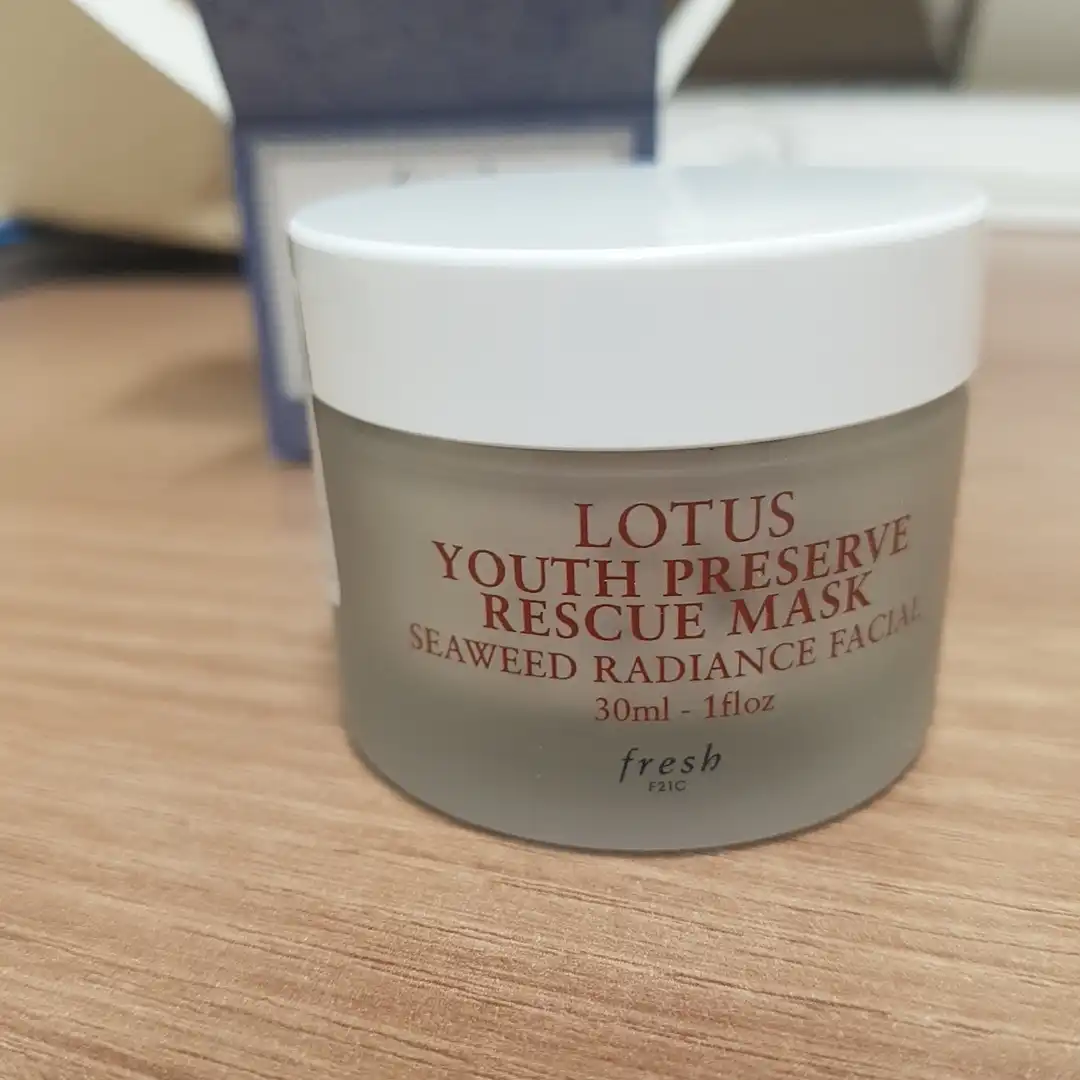 LOTUS
YOUTH PRESERVE
RESCUE MASK
SEAWEED RADIANCE FACIAL
30ml - 1floz
fresh
F21C